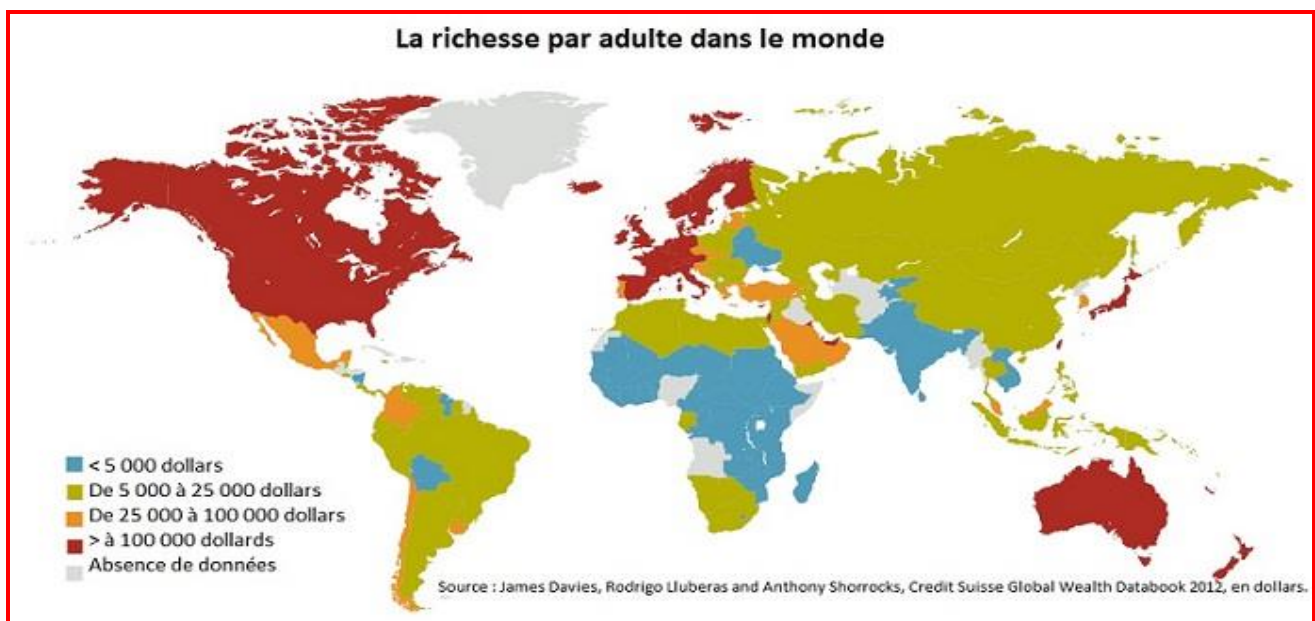 La richesse par adulte dans le monde
< 5 000 dollars
De 5 000 à 25 000 dollars
De 25 000 à 100 000 dollars
> à 100 000 dollards
Absence de données
Source : James Davies, Rodrigo Lluberas and Anthony Shorrocks, Credit Suisse Global Wealth Databook 2012, en dollars.